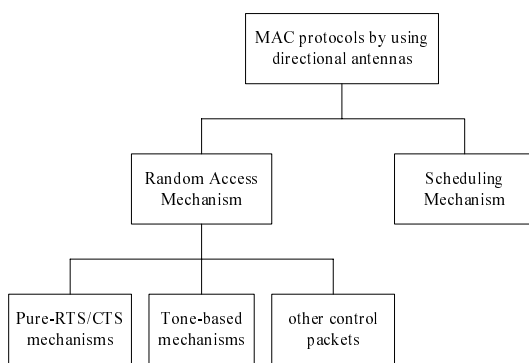 MAC protocols by using
directional antennas
Random Access
Mechanism
Scheduling
Mechanism
Pure-RTS/CTS
mechanisms
Tone-based
mechanisms
other control
packets